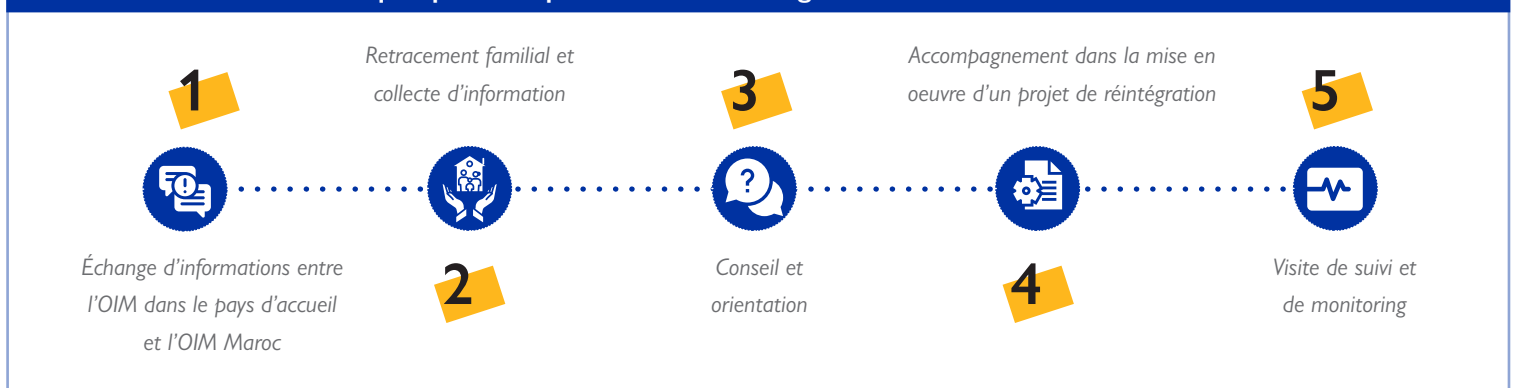 1
Échange d’informations entre
l’OIM dans le pays d’accueil
et l’OIM Maroc
Retracement familial et
collecte d’information
2
3
?
Conseil et
orientation
Accompagnement dans la mise en
oeuvre d’un projet de réintégration
4
5
Visite de suivi et
de monitoring